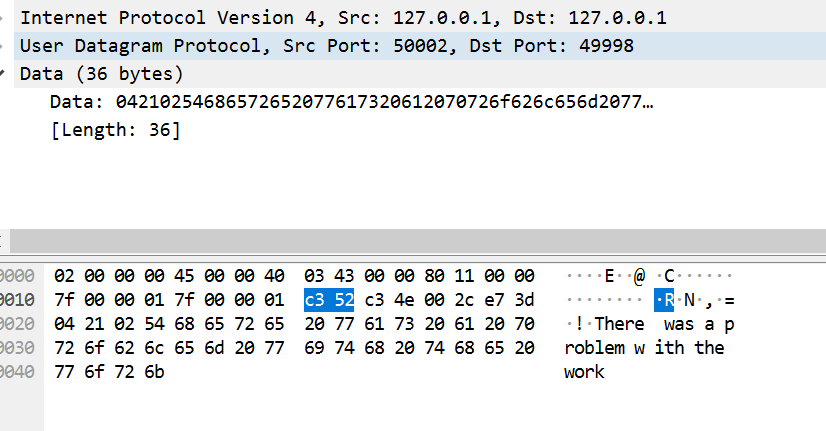 Internet Protocol Version 4, Src: 127.0.0.1, Dst: 127.0.0.1
User Datagram Protocol, Src Port: 50002, Dst Port: 49998
Data (36 bytes)
Data: 04210254686572652077617320612070726f626c656d2077…
[Length: 36]
0000 02 00 00 00 45 00 00 40 03 43 00 00 80 11 00 00 ····E··@ ·C······
0010 7f 00 00 01 7f 00 00 01 c3 52 c3 4e 00 2c e7 3d ········ ·R·N·,·=
0020 04 21 02 54 68 65 72 65 20 77 61 73 20 61 20 70 ·!·There was a p
0030 72 6f 62 6c 65 6d 20 77 69 74 68 20 74 68 65 20 roblem w ith the
0040 77 6f 72 6b work